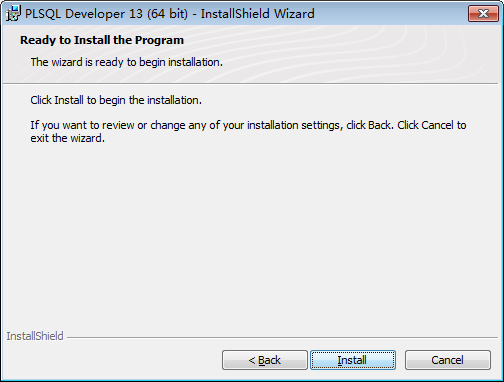 PLSQL Developer 13 (64 bit) - InstallShield Wizard
Ready to Install the Program
The wizard is ready to begin installation.
Click Install to begin the installation.
If you want to review or change any of your installation settings, click Back. Click Cancel to
exit the wizard.
InstallShield
< Back
Install
Cancel